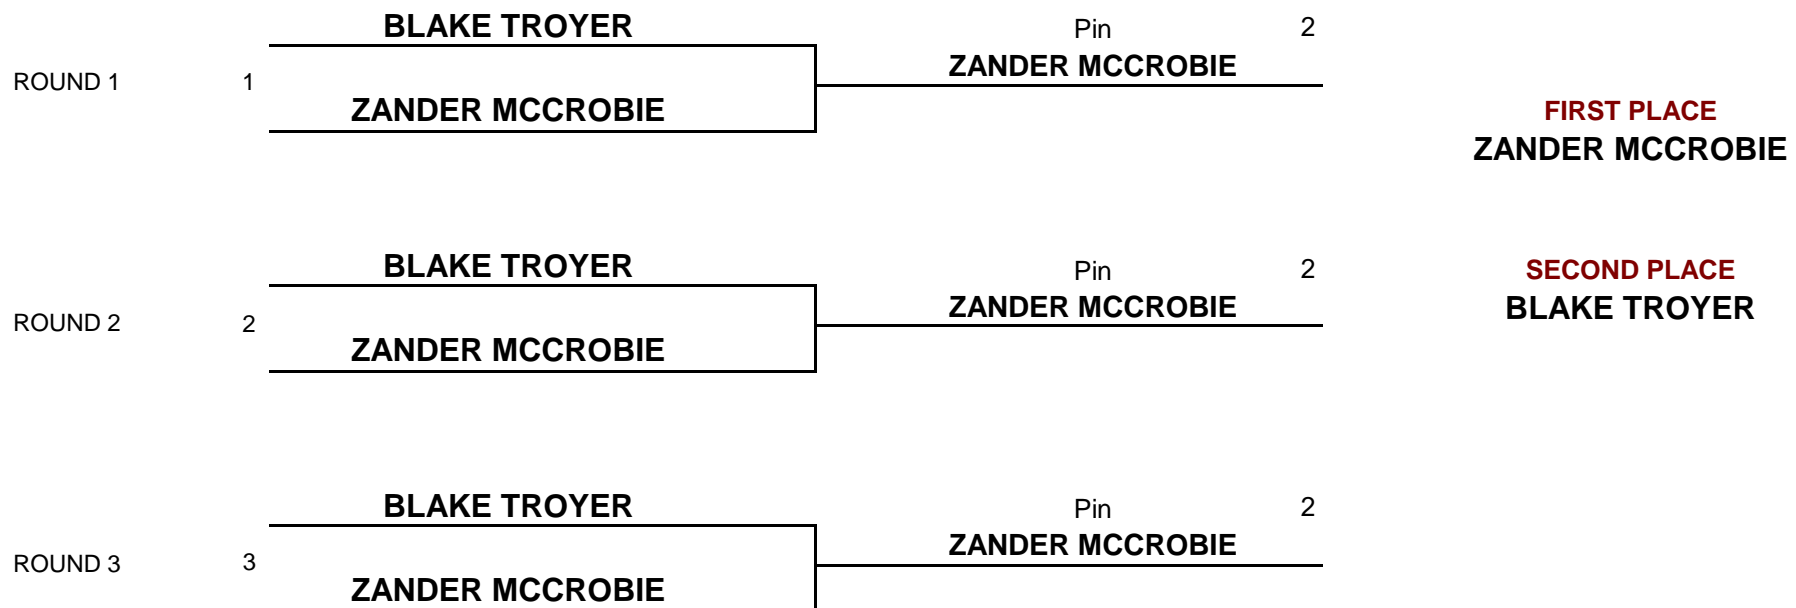 BLAKE TROYER
Pin 2
ZANDER MCCROBIE
ROUND 1 1
ZANDER MCCROBIE
FIRST PLACE
ZANDER MCCROBIE
BLAKE TROYER
Pin 2
SECOND PLACE
ZANDER MCCROBIE
BLAKE TROYER
ROUND 2 2
ZANDER MCCROBIE
BLAKE TROYER
Pin 2
ZANDER MCCROBIE
ROUND 3 3
ZANDER MCCROBIE